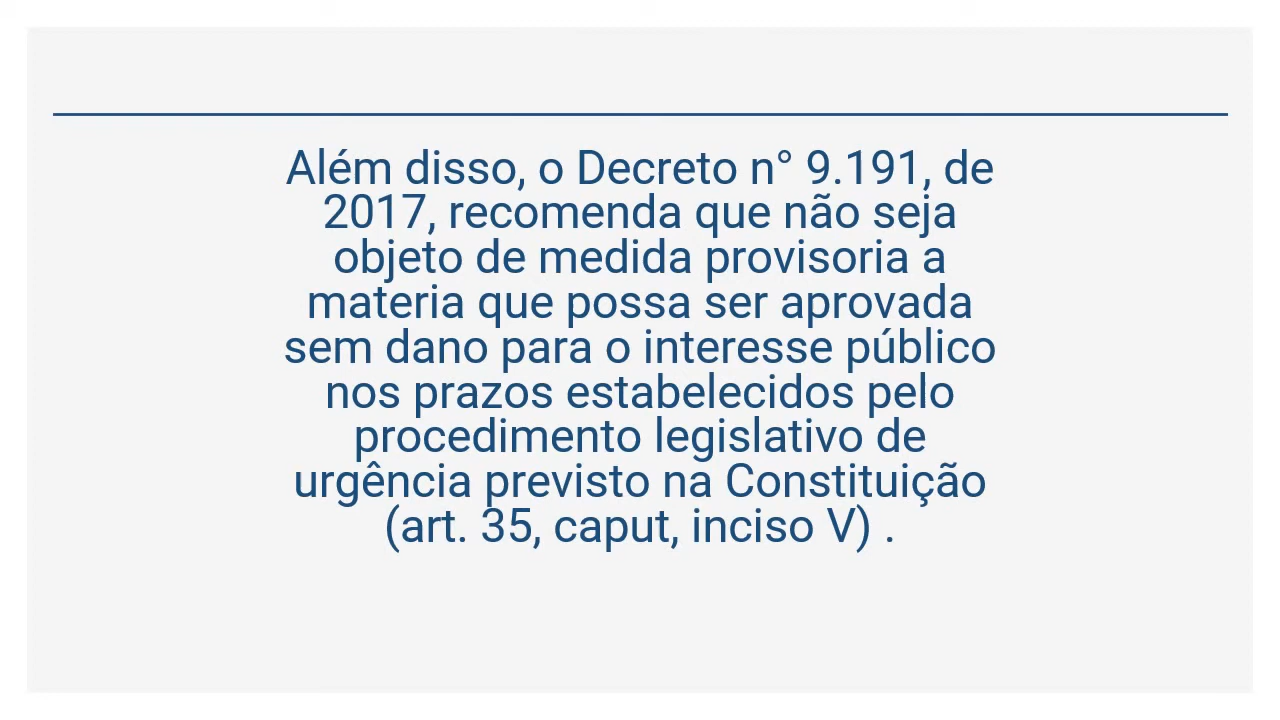 Além disso, o Decreto n° 9.191, de
2017, recomenda que não seja
objeto de medida provisoria a
materia que possa ser aprovada
sem dano para o interesse público
nos prazos estabelecidos pelo
procedimento legislativo de
urgência previsto na Constituição
(art. 35, caput, inciso V) .